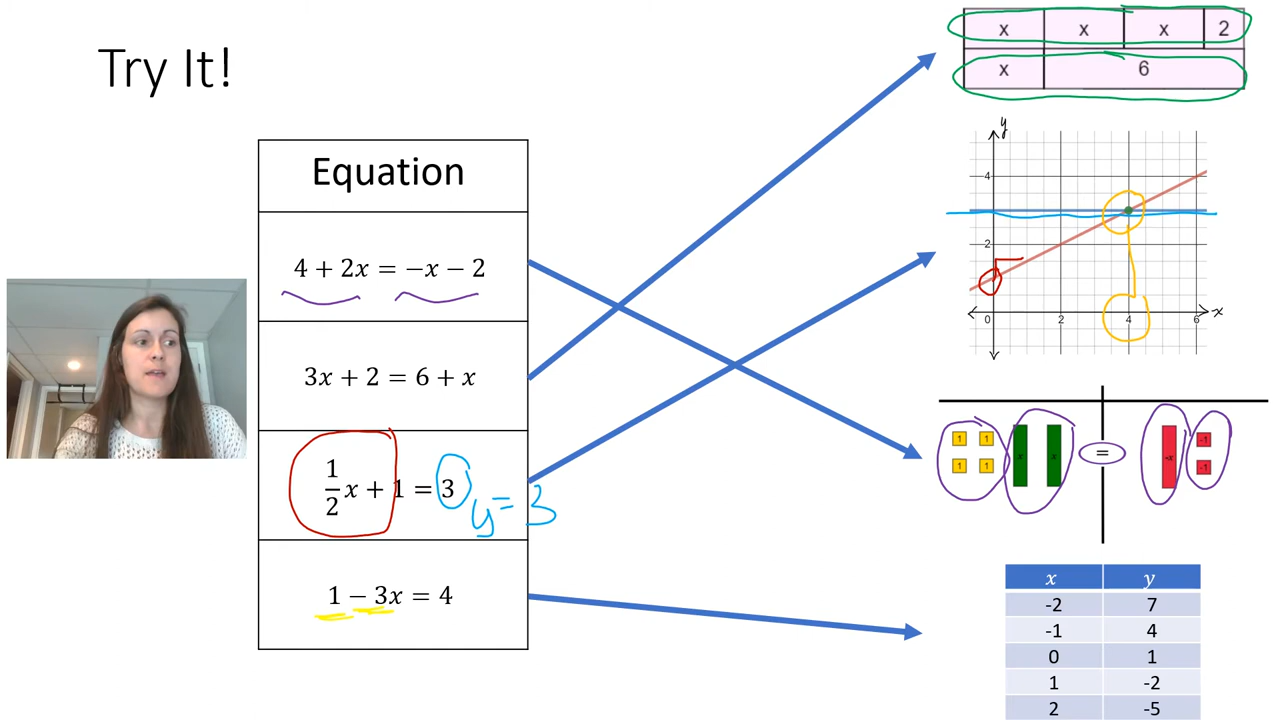 Try It!
Equation
4 + 2x = −x − 2
3x + 2 = 6 + x
1/2 x + 1 = 3
y = 3
1 − 3x = 4
x x x 2
x 6
y
4
2
0 2 4 6 x
1 1 x x = -x -1
1 1 -1
x y
-2 7
-1 4
0 1
1 -2
2 -5